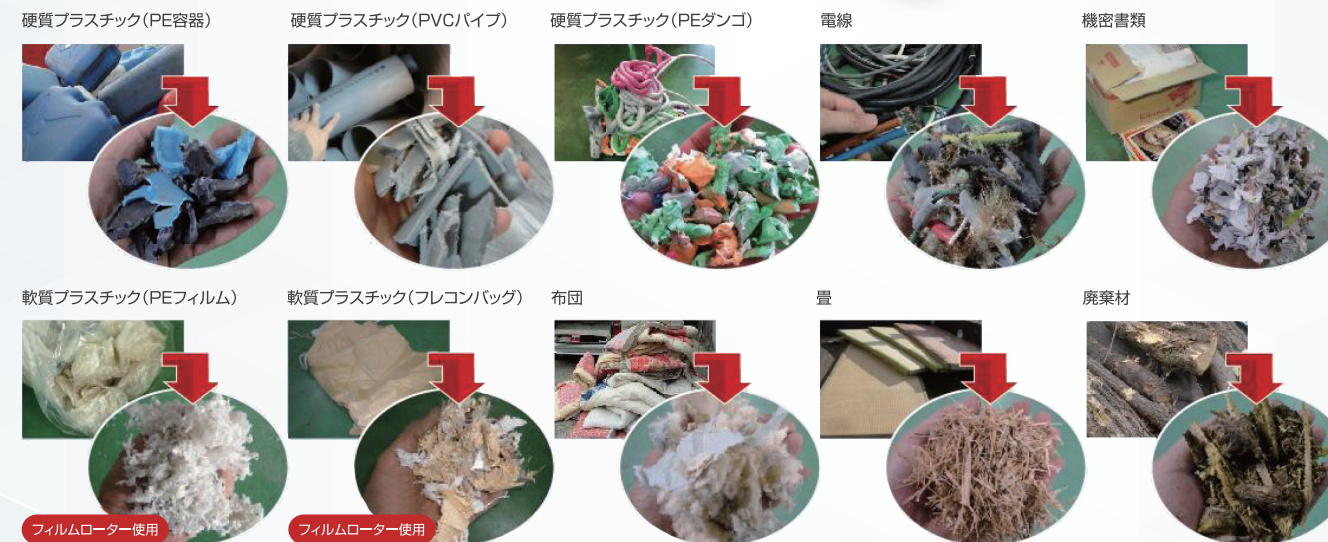 硬質プラスチック(PE容器)
硬質プラスチック(PVCパイプ)
硬質プラスチック(PEダンゴ)
電線
機密書類
軟質プラスチック(PEフィルム)
軟質プラスチック(フレコンバッグ)
布団
畳
廃棄材
フィルムローター使用
フィルムローター使用